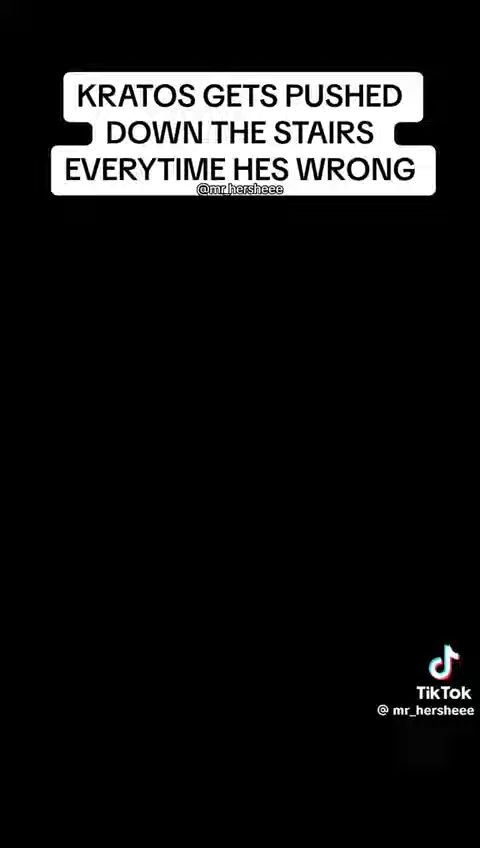 KRATOS GETS PUSHED
DOWN THE STAIRS
EVERYTIME HES WRONG
@mr_hersheee
TikTok
@ mr_hersheee